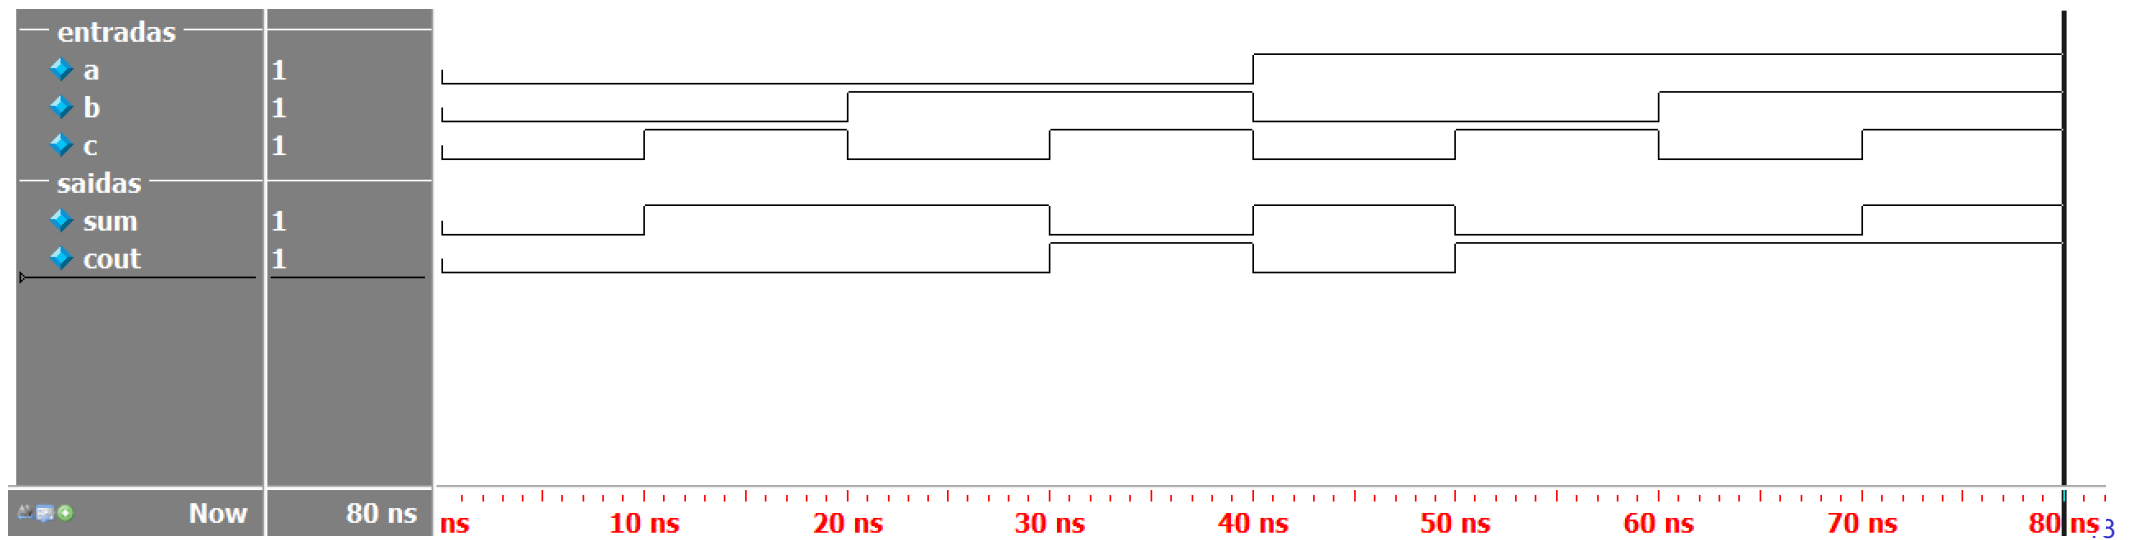 entradas
a 1
b 1
c 1
saidas
sum 1
cout 1
Now 80 ns
ns 10 ns 20 ns 30 ns 40 ns 50 ns 60 ns 70 ns 80 ns